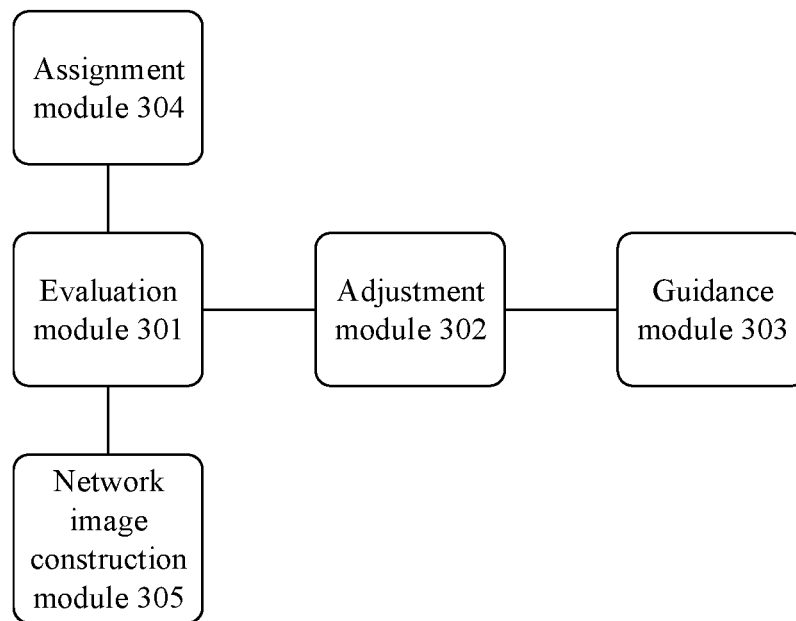 Assignment
module 304
Evaluation
module 301
Adjustment
module 302
Guidance
module 303
Network
image
construction
module 305